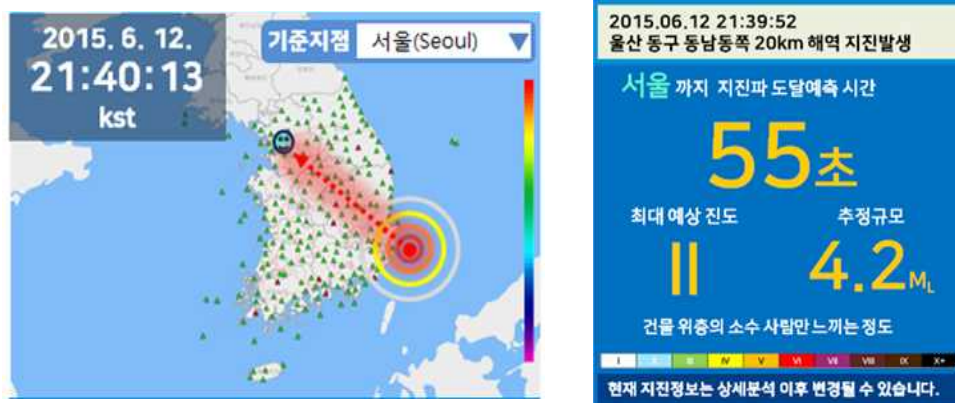 2015. 6. 12.
21:40:13
kst
기준지점 서울(Seoul)
2015.06.12 21:39:52
울산 동구 동남동쪽 20km 해역 지진발생
서울 까지 지진파 도달예측 시간
55초
최대 예상 진도 추정규모
II 4.2ML
건물 위층의 소수 사람만 느끼는 정도
I IV V VI VII VIII IX X+
현재 지진정보는 상세분석 이후 변경될 수 있습니다.